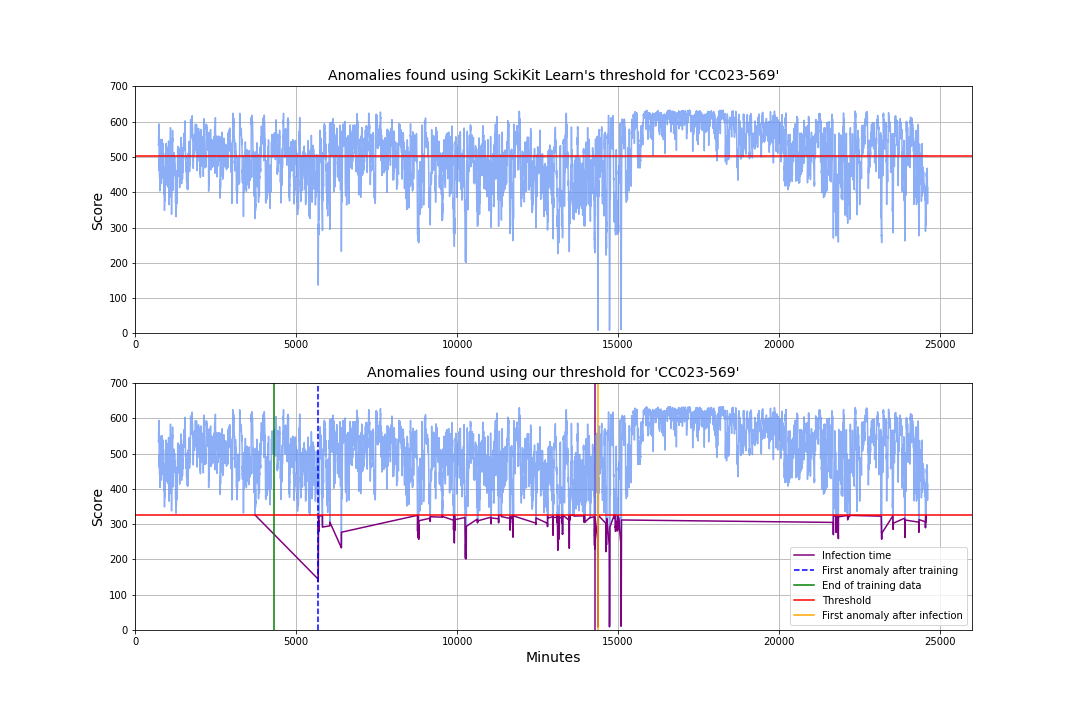 Anomalies found using SckiKit Learn's threshold for 'CC023-569'
700
600
500
400
300
200
100
0
Score
0 5000 10000 15000 20000 25000
Anomalies found using our threshold for 'CC023-569'
700
600
500
400
300
200
100
0
Score
Infection time
First anomaly after training
End of training data
Threshold
First anomaly after infection
0 5000 10000 15000 20000 25000
Minutes